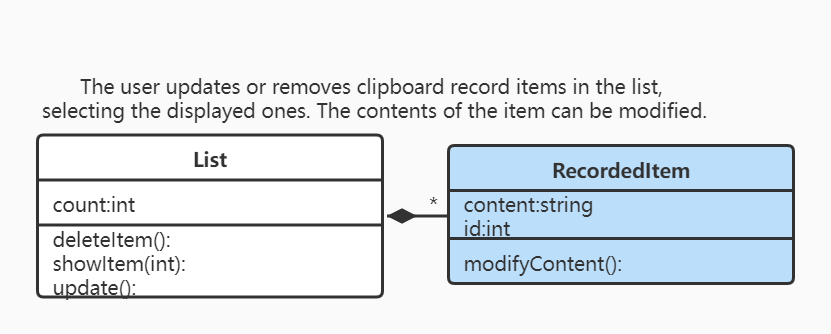 The user updates or removes clipboard record items in the list,
selecting the displayed ones. The contents of the item can be modified.
List
count:int
deleteItem():
showItem(int):
update():
*
RecordedItem
content:string
id:int
modifyContent():